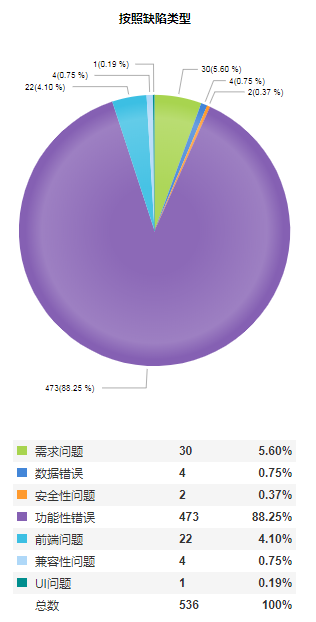 按照缺陷类型
1(0.19 %)
30(5.60 %)
4(0.75 %)
4(0.75 %)
22(4.10 %)
2(0.37 %)
473(88.25 %)
需求问题 30 5.60%
数据错误 4 0.75%
安全性问题 2 0.37%
功能性错误 473 88.25%
前端问题 22 4.10%
兼容性问题 4 0.75%
UI问题 1 0.19%
总数 536 100%